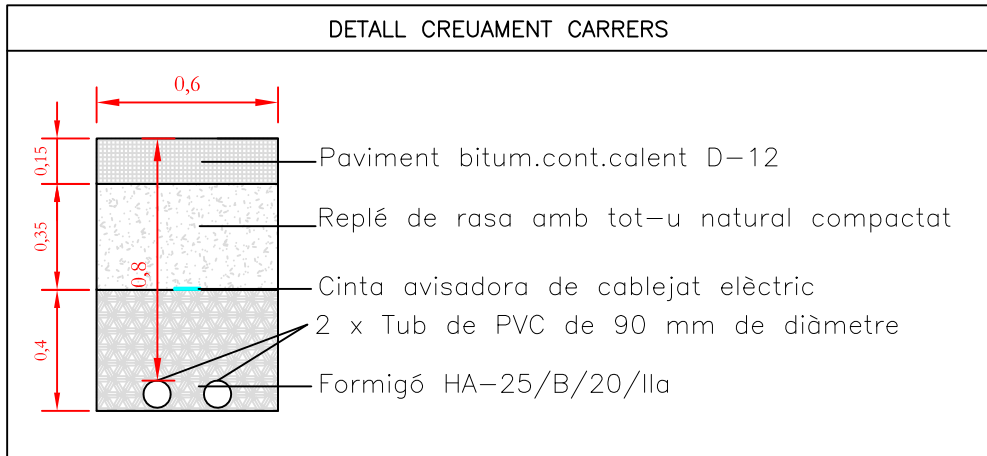 DETALL CREUAMENT CARRERS
0,6
0,15
Paviment bitum.cont.calent D-12
0,35
Replé de rasa amb tot-u natural compactat
0,8
Cinta avisadora de cablejat elèctric
2 x Tub de PVC de 90 mm de diàmetre
0,4
Formigó HA-25/B/20/IIa